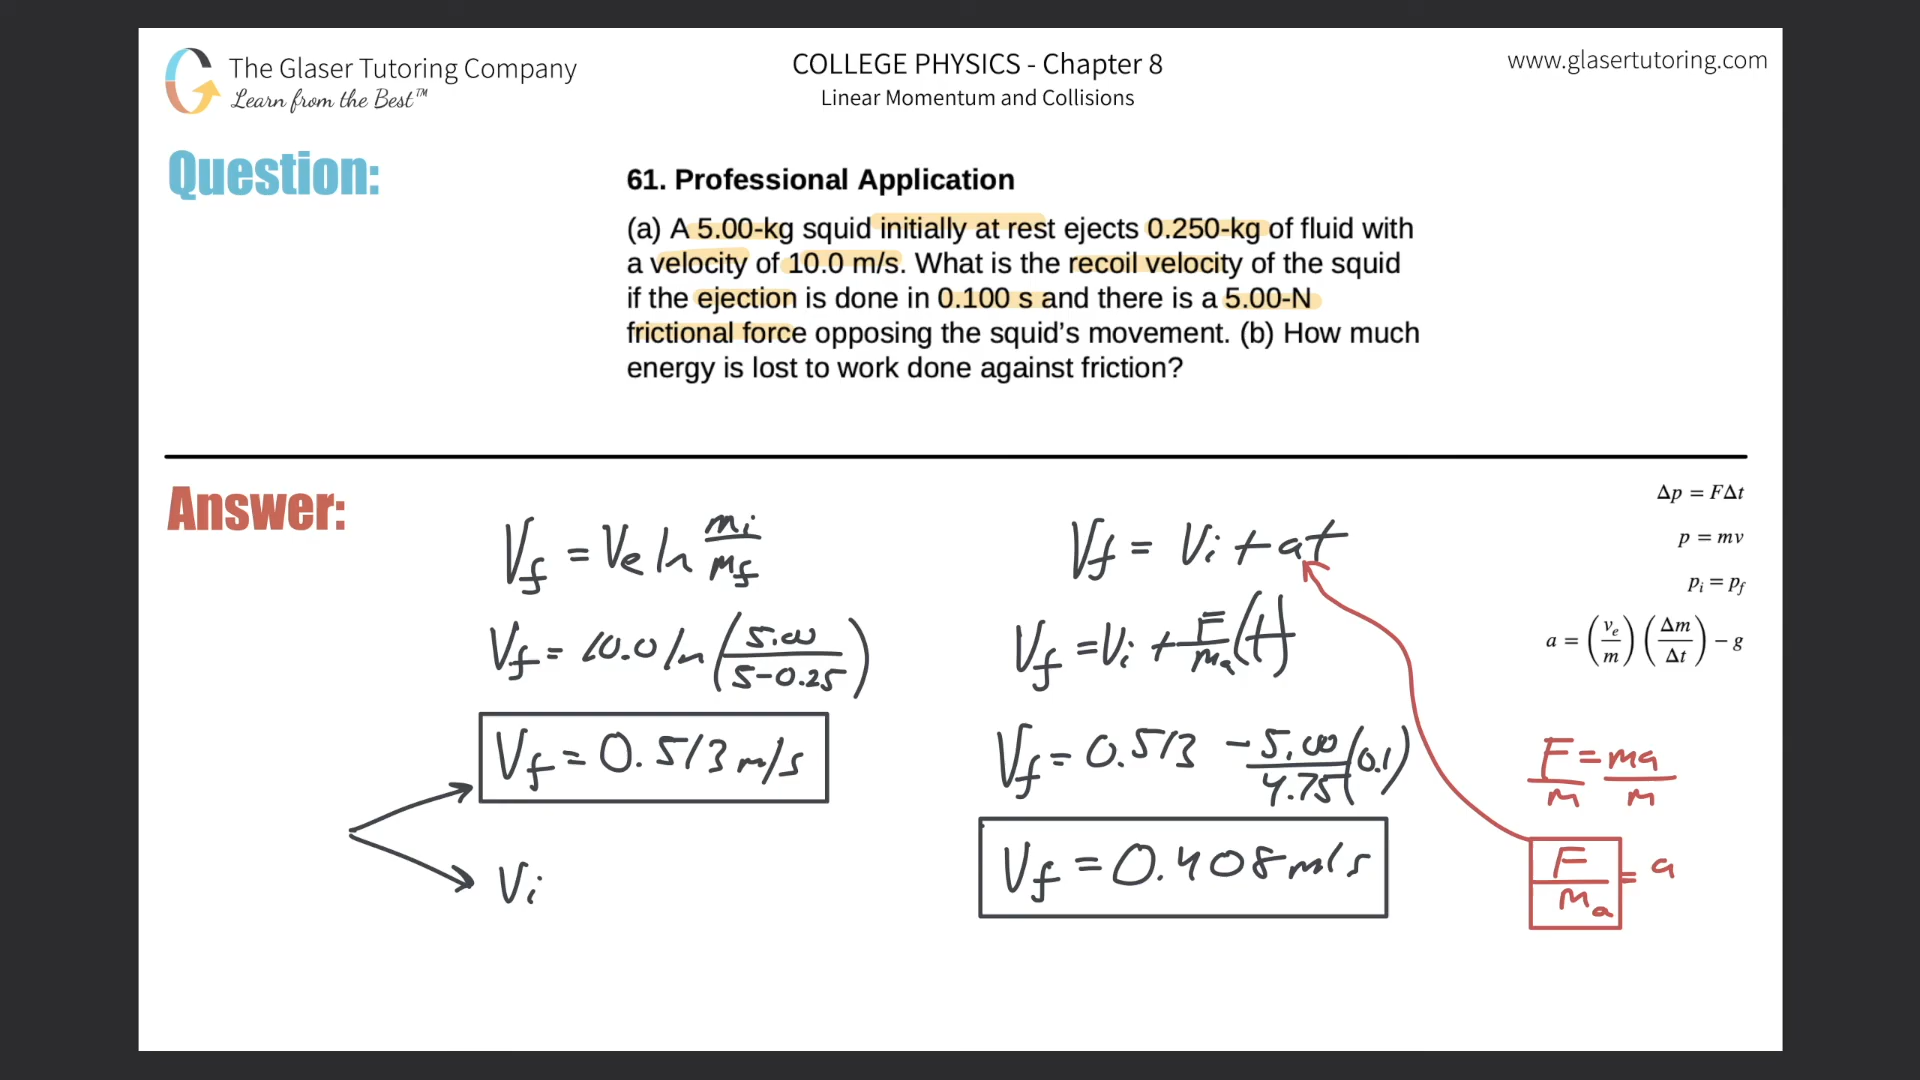 The Glaser Tutoring Company
Learn from the Best™
COLLEGE PHYSICS - Chapter 8
Linear Momentum and Collisions
www.glasertutoring.com
Question:
61. Professional Application
(a) A 5.00-kg squid initially at rest ejects 0.250-kg of fluid with
a velocity of 10.0 m/s. What is the recoil velocity of the squid
if the ejection is done in 0.100 s and there is a 5.00-N
frictional force opposing the squid's movement. (b) How much
energy is lost to work done against friction?
Answer:
Vf = Ve ln mi/mf
Vf = 10.0 ln (5.00/5-0.25)
Vf = 0.513 m/s
Vi
Vf = Vi + at
Vf = Vi + F/ma (t)
Vf = 0.513 - 5.00/4.75 (0.1)
Vf = 0.408 m/s
Δp = FΔt
p = mv
pᵢ = p_f
a = (vₑ/m) (Δm/Δt) − g
F/m = ma/m
F/ma = a